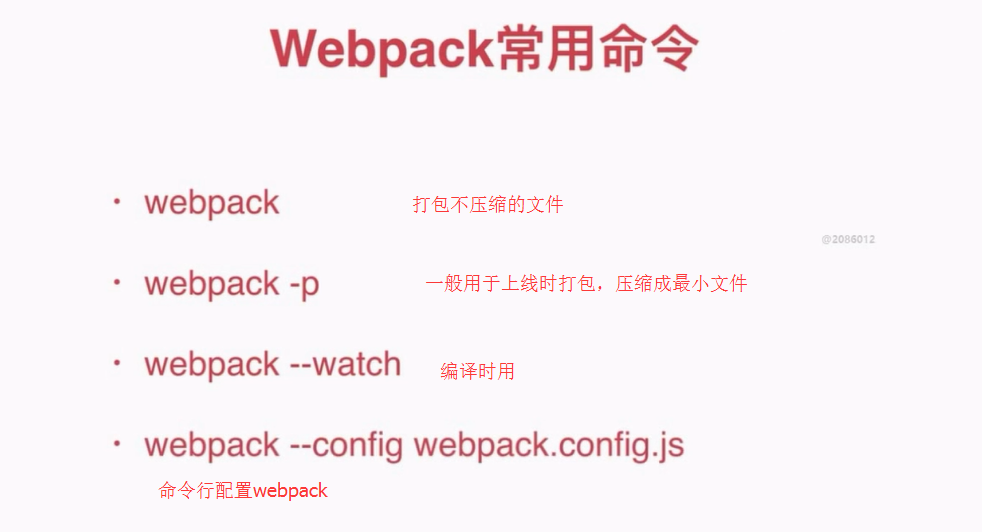 Webpack常用命令
• webpack 打包不压缩的文件
@2086012
• webpack -p 一般用于上线时打包，压缩成最小文件
• webpack --watch 编译时用
• webpack --config webpack.config.js
命令行配置webpack